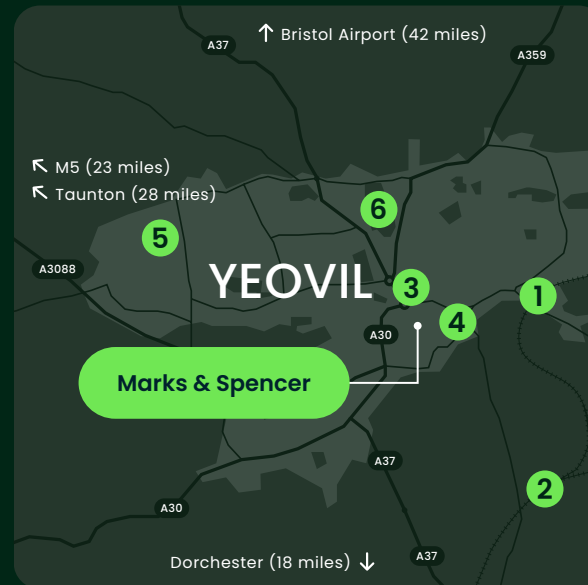 A37
Bristol Airport (42 miles)
A359
M5 (23 miles)
Taunton (28 miles)
6
5
A3088
YEOVIL
3
1
4
A30
Marks & Spencer
A37
2
A30
Dorchester (18 miles)
A37